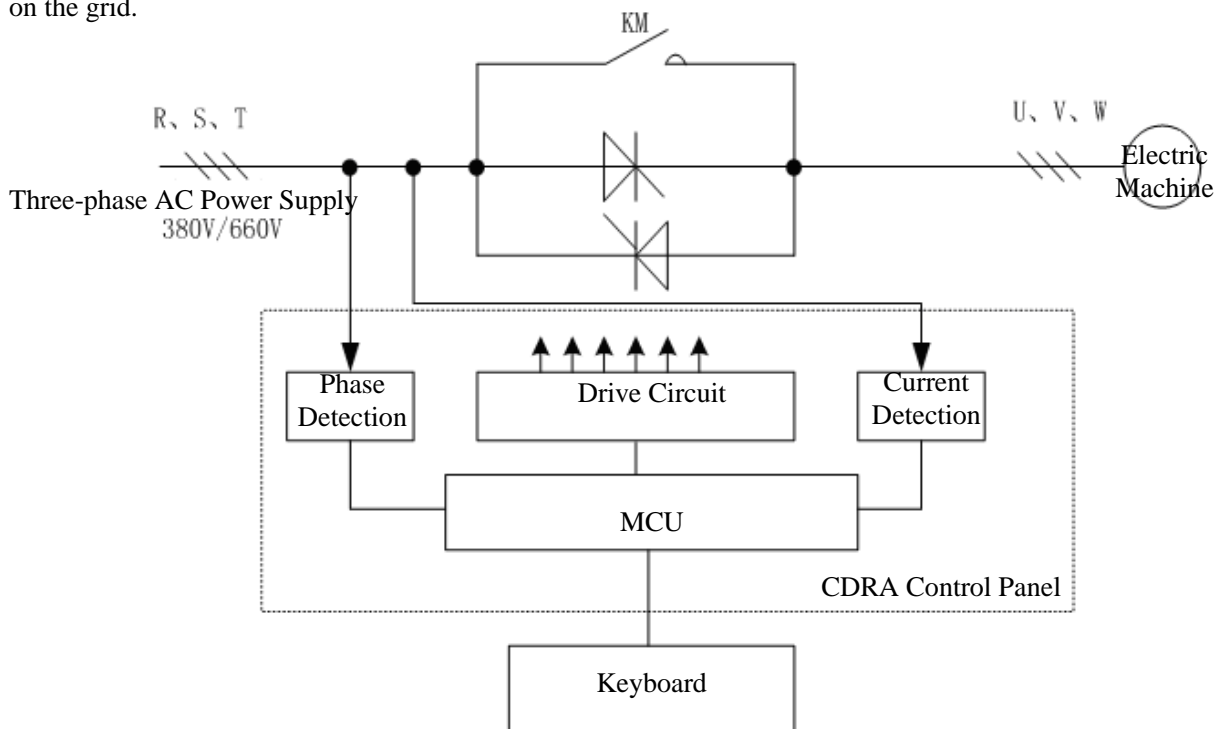 on the grid.
KM
R、S、T
U、V、W
Electric
Machine
Three-phase AC Power Supply
380V/660V
Phase
Detection
Drive Circuit
Current
Detection
MCU
CDRA Control Panel
Keyboard